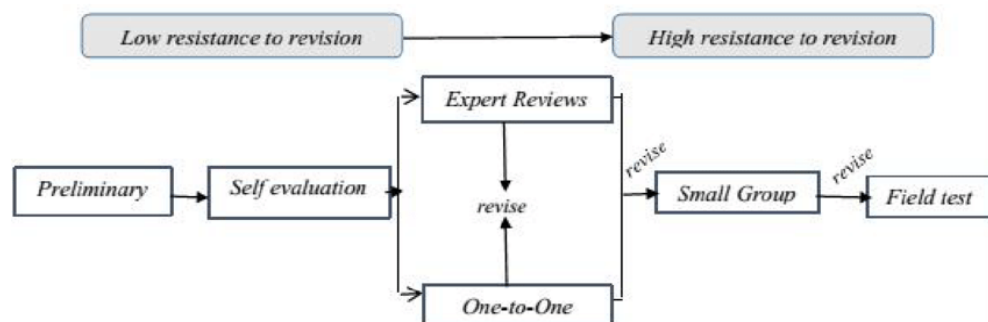 Low resistance to revision
High resistance to revision
Expert Reviews
Preliminary
Self evaluation
revise
revise
Small Group
revise
Field test
One-to-One